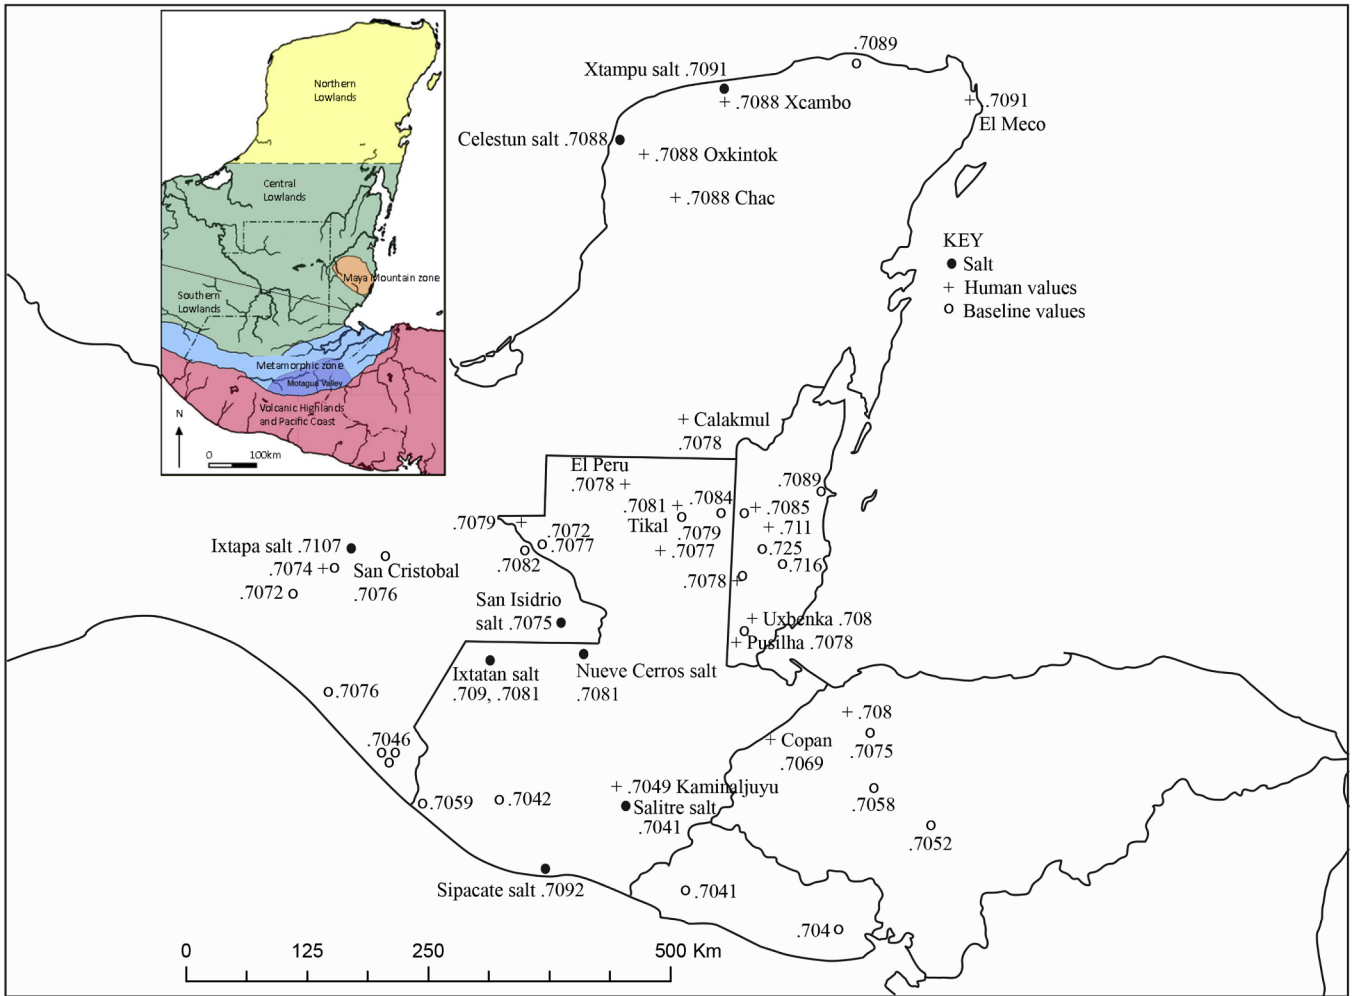 Northern
Lowlands
Central
Lowlands
Maya Mountain zone
Southern
Lowlands
Metamorphic zone
Motagua Valley
Volcanic Highlands
and Pacific Coast
N
0 100km
.7089
Xtampu salt .7091
.7088 Xcambo
.7091
El Meco
Celestun salt .7088
.7088 Oxkintok
.7088 Chac
KEY
Salt
+ Human values
Baseline values
Calakmul
.7078
El Peru
.7078 +
.7089
.7081 +
.7084
+ .7085
Tikal
.7079
+ .711
.7079
.7072
.7077
+ .7077
.725
.7082
.716
.7078 +
Ixtapa salt .7107
.7074 +
San Cristobal
.7072
.7076
San Isidrio
salt .7075
+ Uxbenka .708
+ Pusilha .7078
Ixtatan salt
.709, .7081
Nueve Cerros salt
.7081
.7076
+ .708
.7046
+ Copan
.7069
.7075
+ .7049 Kaminaljuyu
.7059
.7042
Salitre salt
.7041
.7058
.7052
Sipacate salt .7092
.7041
.704
0 125 250 500 Km